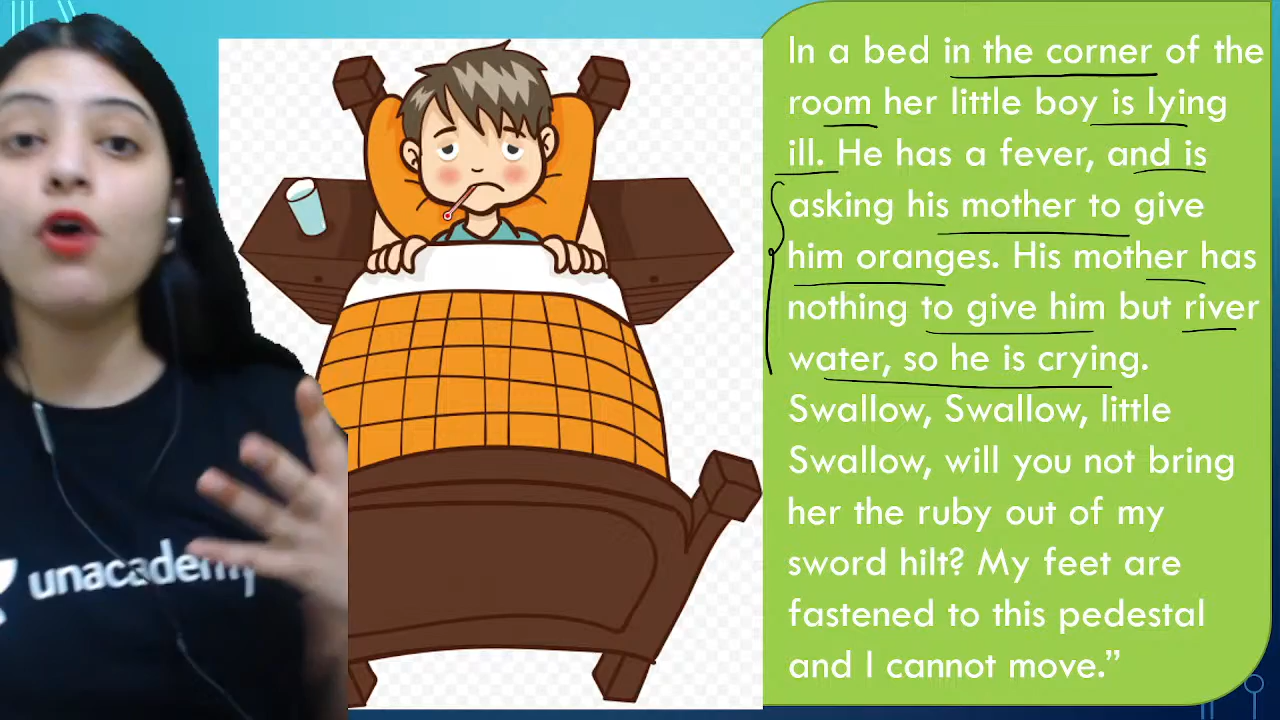 In a bed in the corner of the
room her little boy is lying
ill. He has a fever, and is
asking his mother to give
him oranges. His mother has
nothing to give him but river
water, so he is crying.
Swallow, Swallow, little
Swallow, will you not bring
her the ruby out of my
sword hilt? My feet are
fastened to this pedestal
and I cannot move.”
unacademy